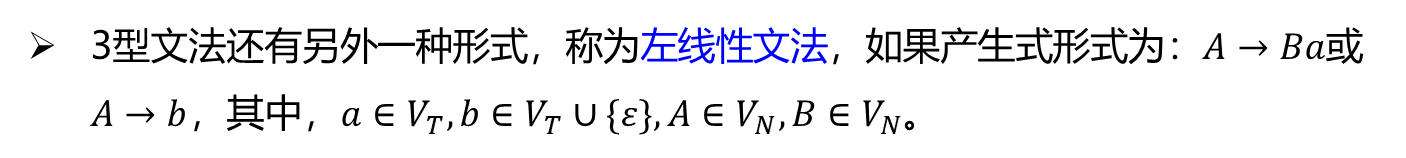 ➢ 3型文法还有另外一种形式，称为左线性文法，如果产生式形式为：𝐴 → 𝐵𝑎或
𝐴 → 𝑏，其中，𝑎 ∈ 𝑉_𝑇, 𝑏 ∈ 𝑉_𝑇 ∪ {𝜀}, 𝐴 ∈ 𝑉_𝑁, 𝐵 ∈ 𝑉_𝑁。